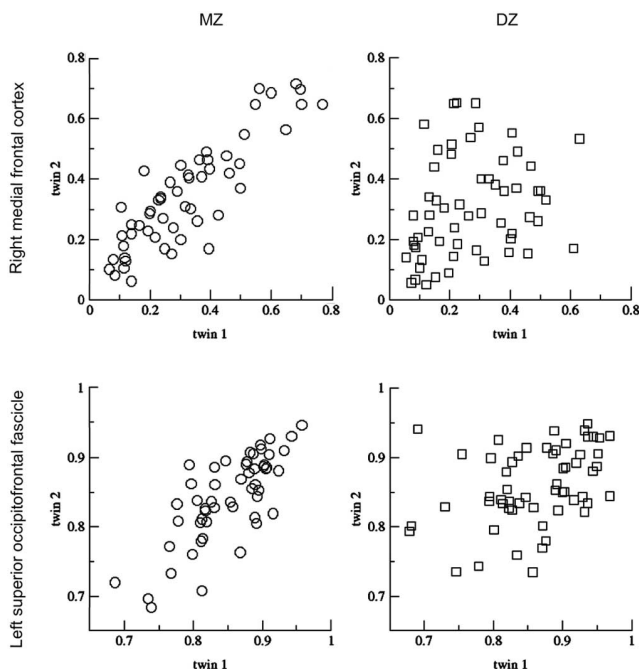 MZ
DZ
Right medial frontal cortex
0.8
0.6
0.4
0.2
0
twin 2
0 0.2 0.4 0.6 0.8
twin 1
0.8
0.6
0.4
0.2
0
twin 2
0 0.2 0.4 0.6 0.8
twin 1
Left superior occipitofrontal fascicle
1
0.9
0.8
0.7
twin 2
0.7 0.8 0.9 1
twin 1
1
0.9
0.8
0.7
twin 2
0.7 0.8 0.9 1
twin 1